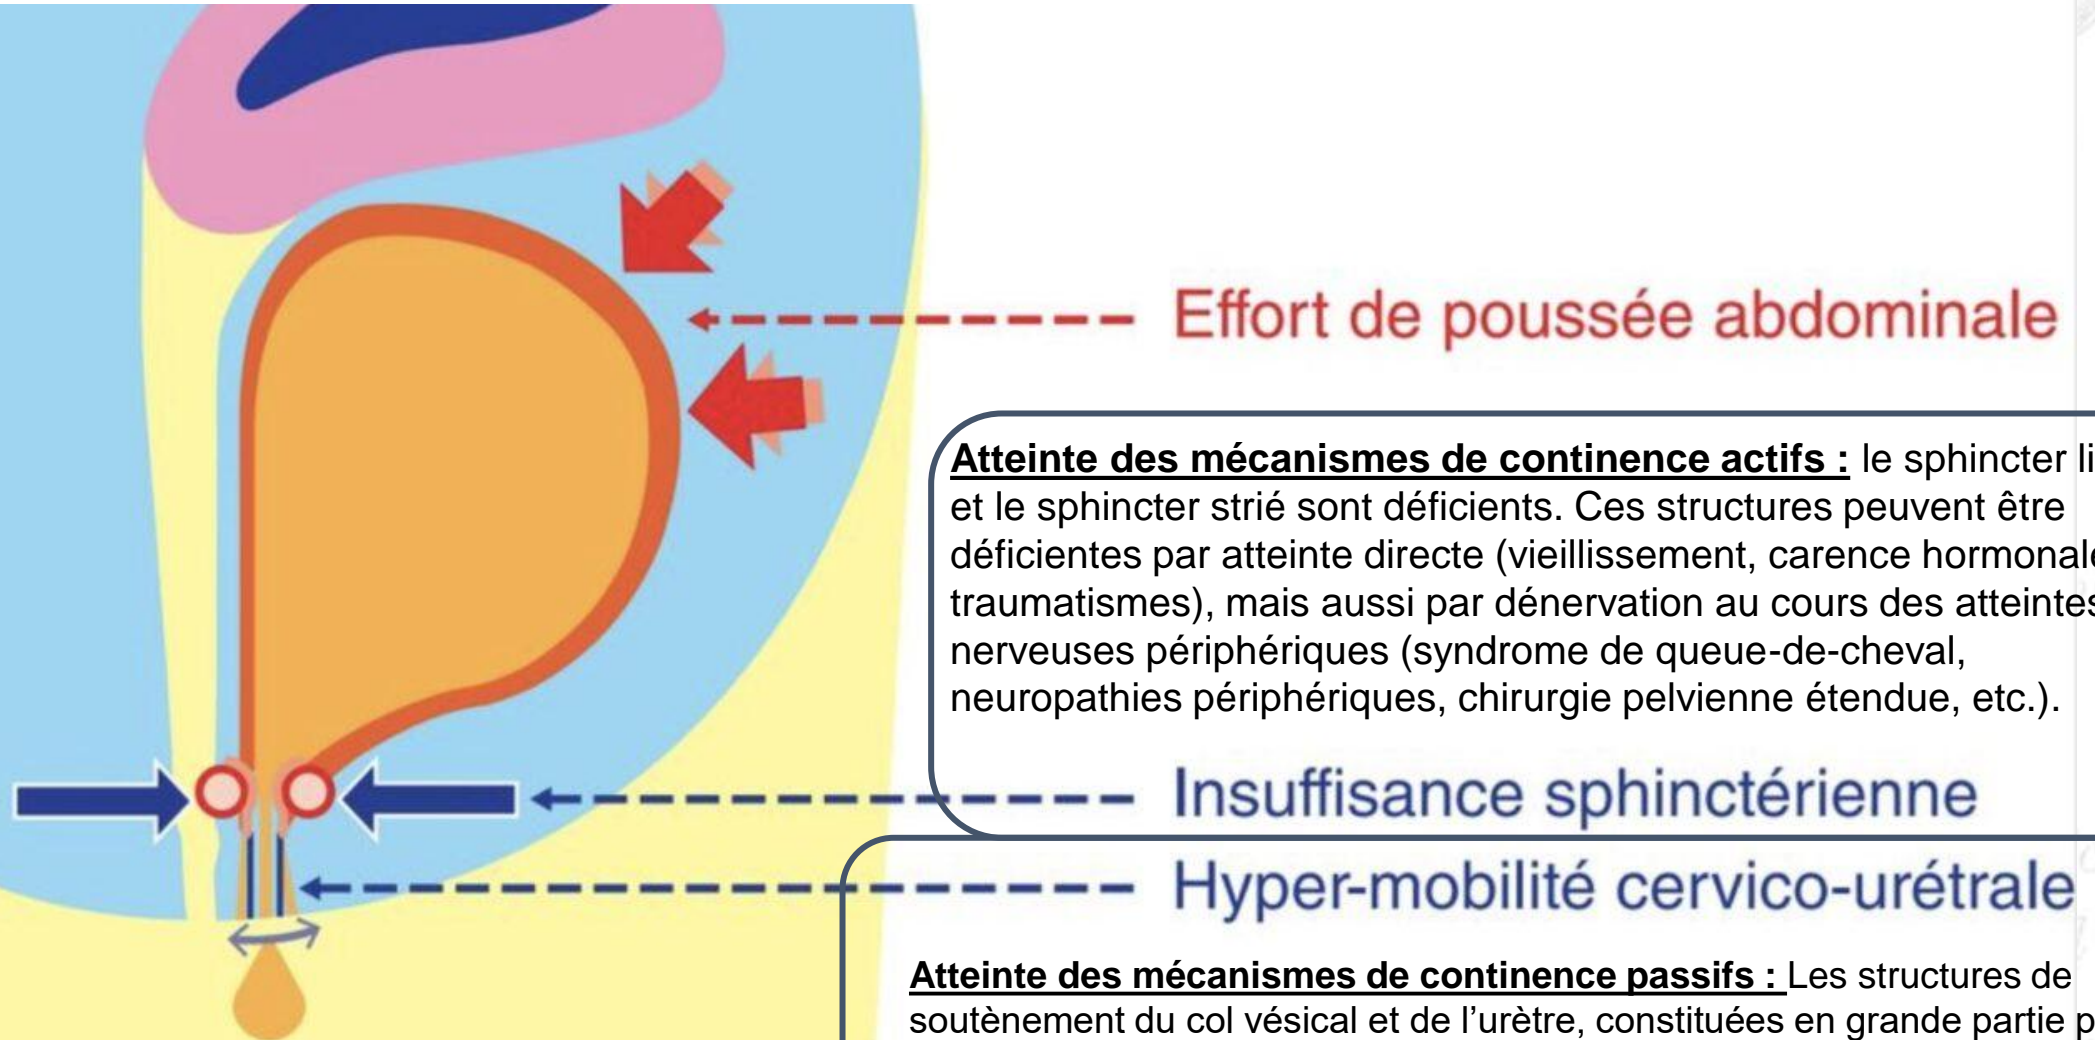 Effort de poussée abdominale
Atteinte des mécanismes de continence actifs : le sphincter
et le sphincter strié sont déficients. Ces structures peuvent être
déficientes par atteinte directe (vieillissement, carence hormonale
traumatismes), mais aussi par dénervation au cours des atteintes
nerveuses périphériques (syndrome de queue-de-cheval,
neuropathies périphériques, chirurgie pelvienne étendue, etc.).
Insuffisance sphinctérienne
Hyper-mobilité cervico-urétrale
Atteinte des mécanismes de continence passifs : Les structures de
soutènement du col vésical et de l’urètre, constituées en grande partie